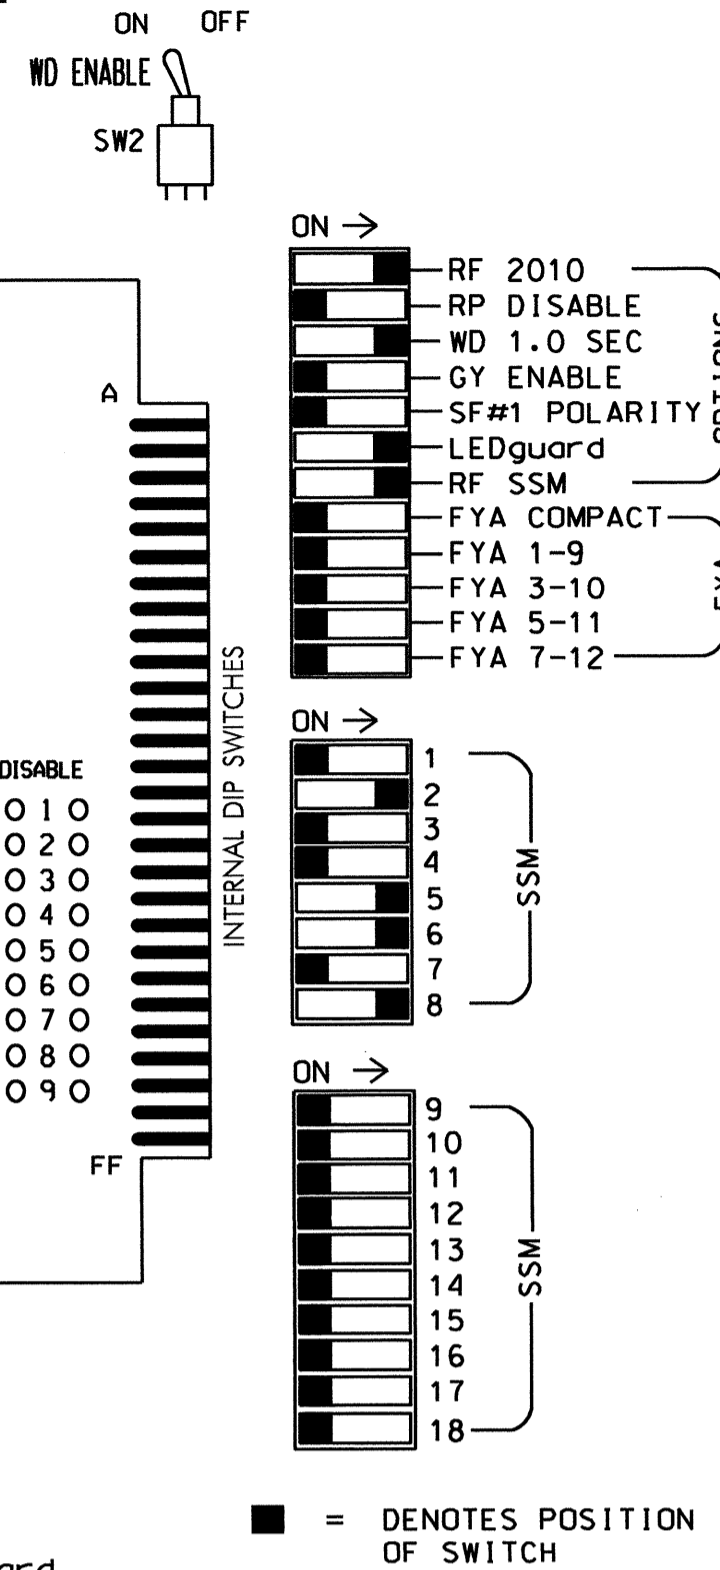 ON OFF
WD ENABLE
SW2
ON →
RF 2010
RP DISABLE
WD 1.0 SEC
GY ENABLE
SF#1 POLARITY
LEDguard
RF SSM
FYA COMPACT
FYA 1-9
FYA 3-10
FYA 5-11
FYA 7-12
A
FF
INTERNAL DIP SWITCHES
DISABLE
1
2
3
4
5
6
7
8
9
ON →
1
2
3
4
5
6
7
8
SSM
ON →
9
10
11
12
13
14
15
16
17
18
SSM
= DENOTES POSITION
OF SWITCH